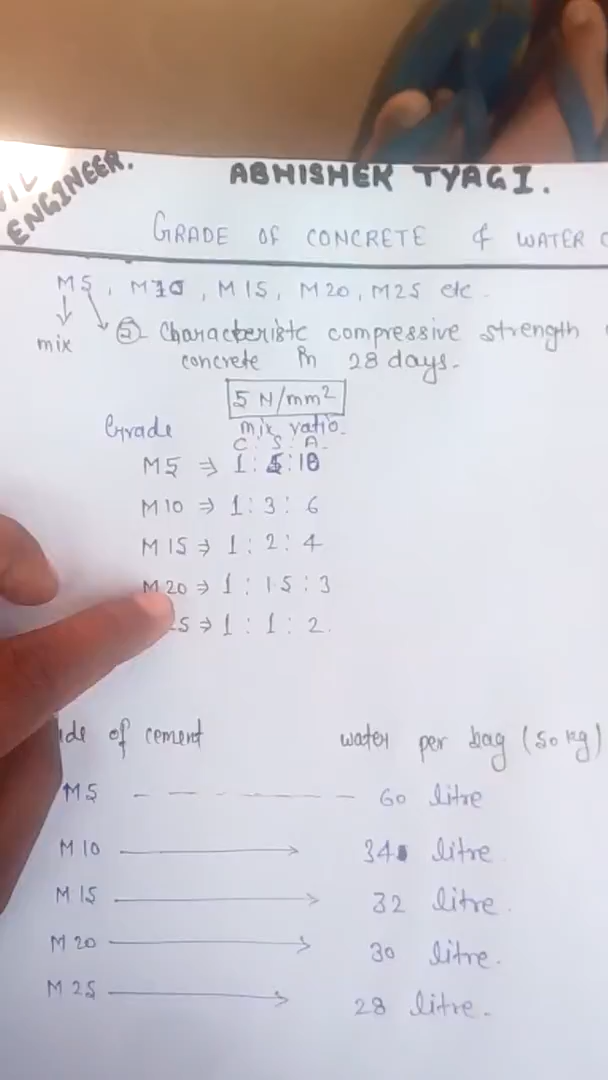 ENGINEER.
ABHISHEK TYAGI.
GRADE OF CONCRETE & WATER C
M5, M10, M15, M20, M25 etc.
mix
5 Characteristc compressive strength
concrete in 28 days.
5 N/mm²
Grade mix ratio.
C S A
M5 ⇒ 1:5:10
M10 ⇒ 1:3:6
M15 ⇒ 1:2:4
M20 ⇒ 1:1.5:3
25 ⇒ 1:1:2.
de of cement water per bag (50 kg)
M5 - - - - 60 litre
M10 → 34 litre.
M15 → 32 litre.
M20 → 30 litre.
M25 → 28 litre.